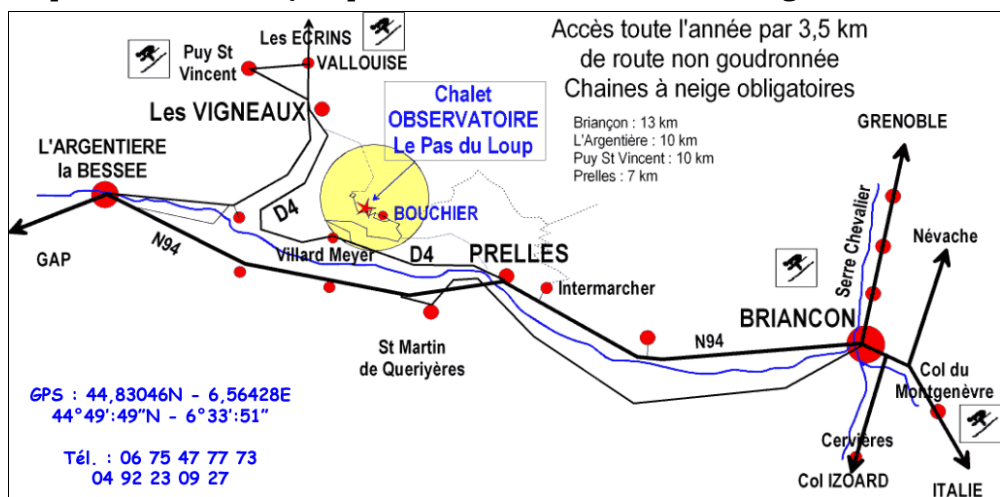 Accès toute l'année par 3,5 km
de route non goudronnée
Chaines à neige obligatoires
Briançon : 13 km
L'Argentière : 10 km
Puy St Vincent : 10 km
Prelles : 7 km
Les ECRINS
Puy St
Vincent
VALLOUISE
Les VIGNEAUX
Chalet
OBSERVATOIRE
Le Pas du Loup
GRENOBLE
L'ARGENTIERE
la BESSEE
D4
BOUCHIER
Serre Chevalier
Névache
N94
Villard Meyer
D4
PRELLES
GAP
Intermarcher
BRIANCON
St Martin
de Queriyères
N94
Col du
Montgenèvre
GPS : 44,83046N - 6,56428E
44°49':49"N - 6°33':51"
Cervières
Tél. : 06 75 47 77 73
04 92 23 09 27
Col IZOARD
ITALIE